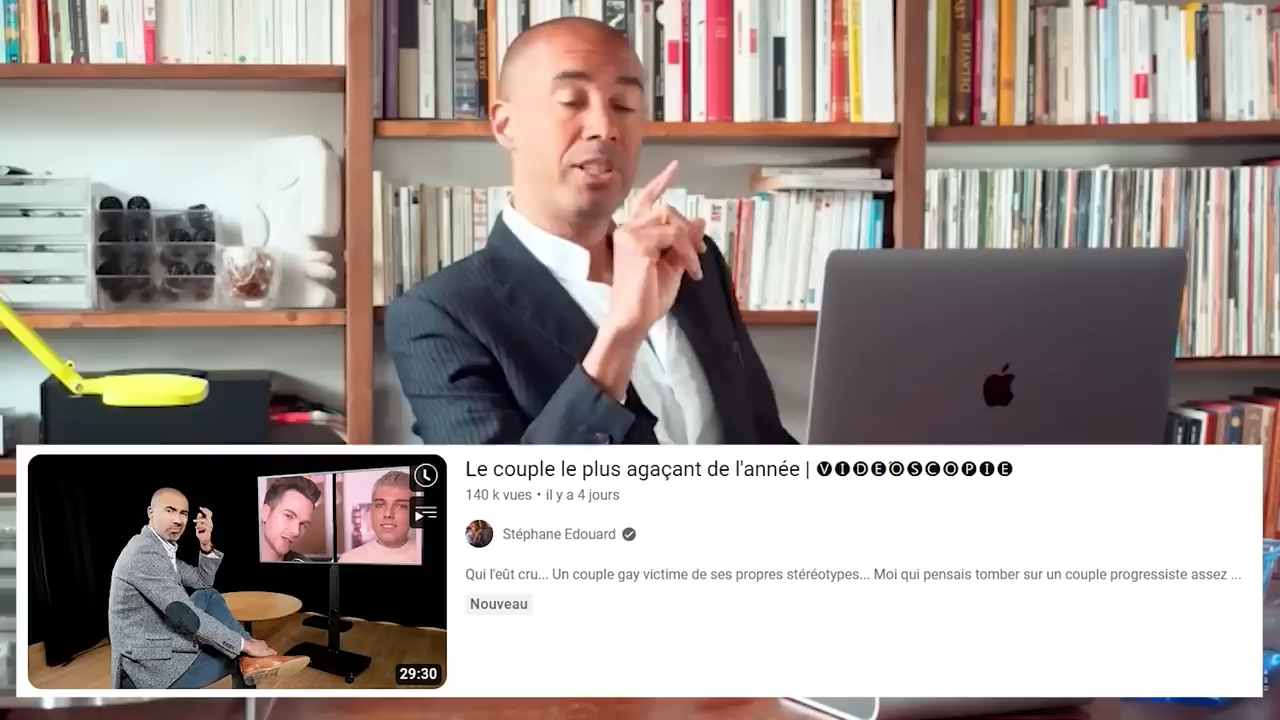 DELAVIER
Le couple le plus agaçant de l'année | 🅥🅘🅓🅔🅞🅢🅒🅞🅟🅘🅔
140 k vues • il y a 4 jours
Stéphane Edouard
Qui l'eût cru... Un couple gay victime de ses propres stéréotypes... Moi qui pensais tomber sur un couple progressiste assez ...
Nouveau
29:30